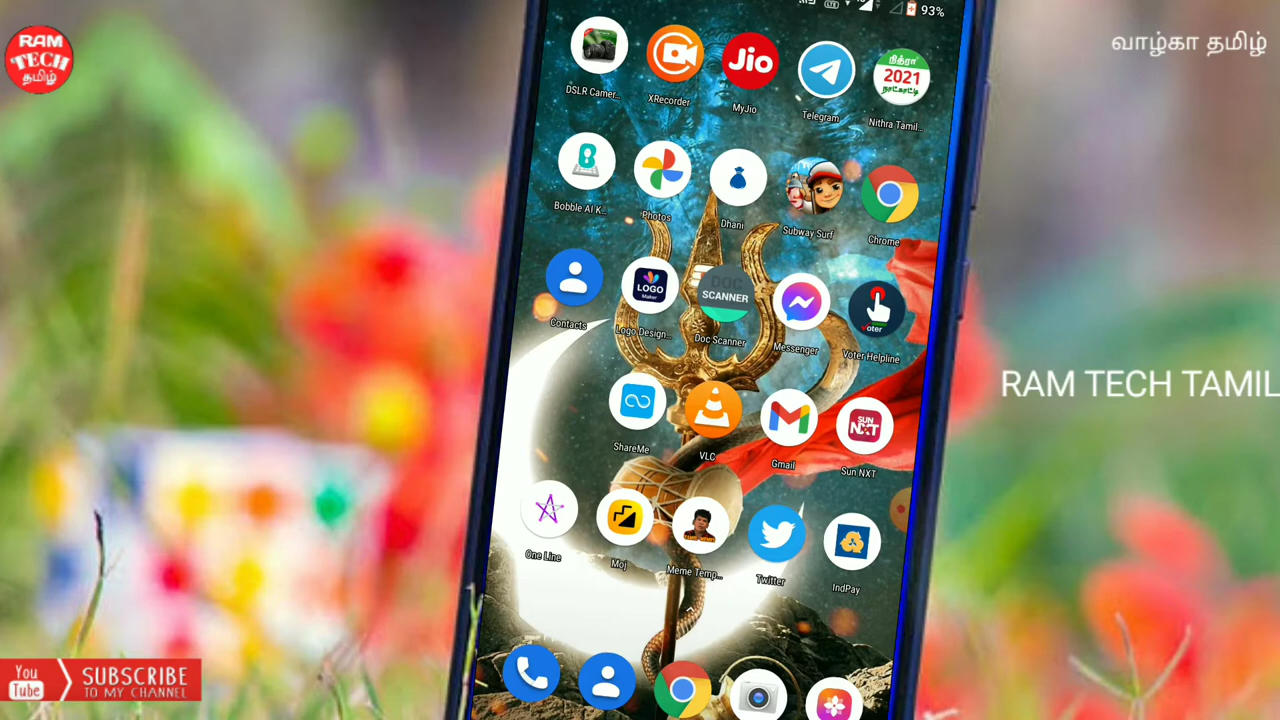 RAM
TECH
தமிழ்
வாழ்கா தமிழ்
LTE
93%
DSLR Camer...
XRecorder
Jio
MyJio
Telegram
நித்ரா
2021
நாட்காட்டி
Nithra Tamil...
Bobble AI K...
Photos
Dhani
Subway Surf
Chrome
Contacts
LOGO
Maker
Logo Design...
DOC
SCANNER
Doc Scanner
Messenger
Voter
Voter Helpline
RAM TECH TAMIL
ShareMe
VLC
Gmail
SUN
NXT
Sun NXT
One Line
Moj
Meme Temp...
Twitter
IndPay
You
Tube
SUBSCRIBE
TO MY CHANNEL